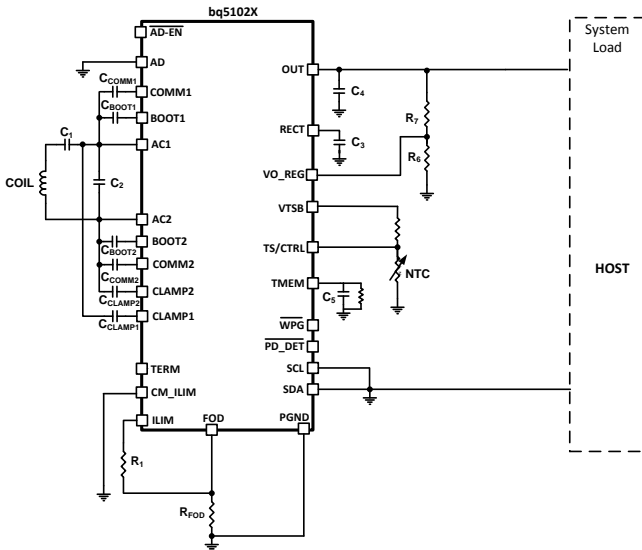 bq5102X
System
Load
AD-EN
AD
OUT
CCOMM1
COMM1
C4
CBOOT1
BOOT1
R7
C1
RECT
AC1
C3
R6
COIL
C2
VO_REG
VTSB
AC2
BOOT2
CBOOT2
TS/CTRL
NTC
HOST
COMM2
CCOMM2
TMEM
CLAMP2
CCLAMP2
C5
CLAMP1
CCLAMP1
WPG
PD_DET
TERM
SCL
CM_ILIM
SDA
ILIM
FOD
PGND
R1
RFOD